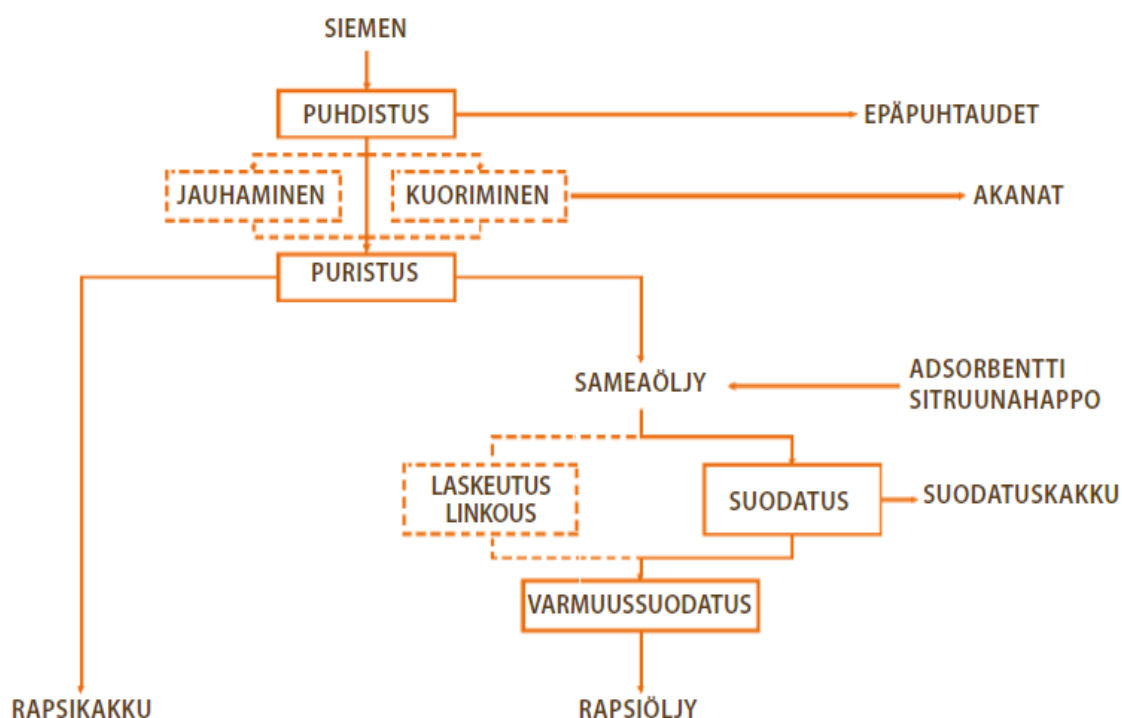 SIEMEN
PUHDISTUS
EPÄPUHTAUDET
JAUHAMINEN
KUORIMINEN
AKANAT
PURISTUS
SAMEAÖLJY
ADSORBENTTI
SITRUUNAHAPPO
LASKEUTUS
LINKOUS
SUODATUS
SUODATUSKAKKU
VARMUUSSUODATUS
RAPSIKAKKU
RAPSIÖLJY